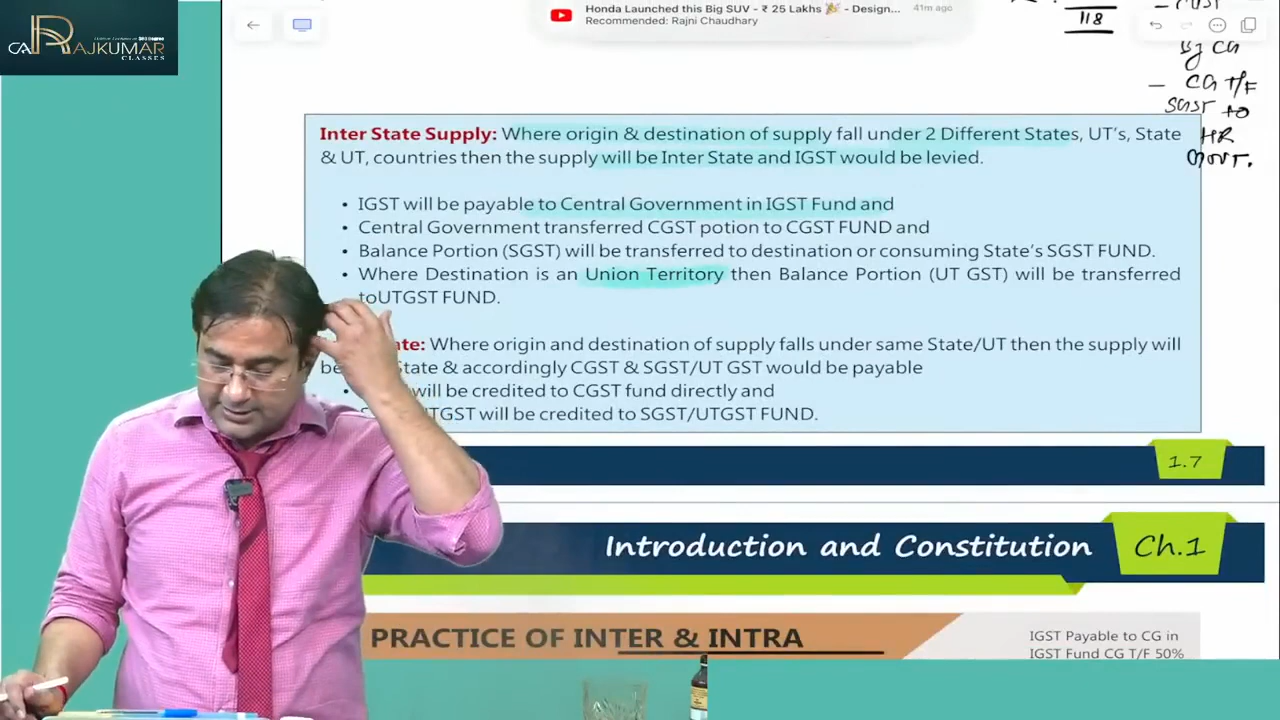 CA RAJKUMAR
CLASSES
Honda Launched this Big SUV - ₹ 25 Lakhs 🎉 - Design... 41m ago
Recommended: Rajni Chaudhary
118
By CG
- CG T/F
SGST to
HR
Govt.
Inter State Supply: Where origin & destination of supply fall under 2 Different States, UT's, State
& UT, countries then the supply will be Inter State and IGST would be levied.
• IGST will be payable to Central Government in IGST Fund and
• Central Government transferred CGST potion to CGST FUND and
• Balance Portion (SGST) will be transferred to destination or consuming State's SGST FUND.
• Where Destination is an Union Territory then Balance Portion (UT GST) will be transferred
toUTGST FUND.
Where origin and destination of supply falls under same State/UT then the supply will
be State & accordingly CGST & SGST/UT GST would be payable
will be credited to CGST fund directly and
will be credited to SGST/UTGST FUND.
1.7
Introduction and Constitution Ch.1
PRACTICE OF INTER & INTRA
IGST Payable to CG in
IGST Fund CG T/F 50%